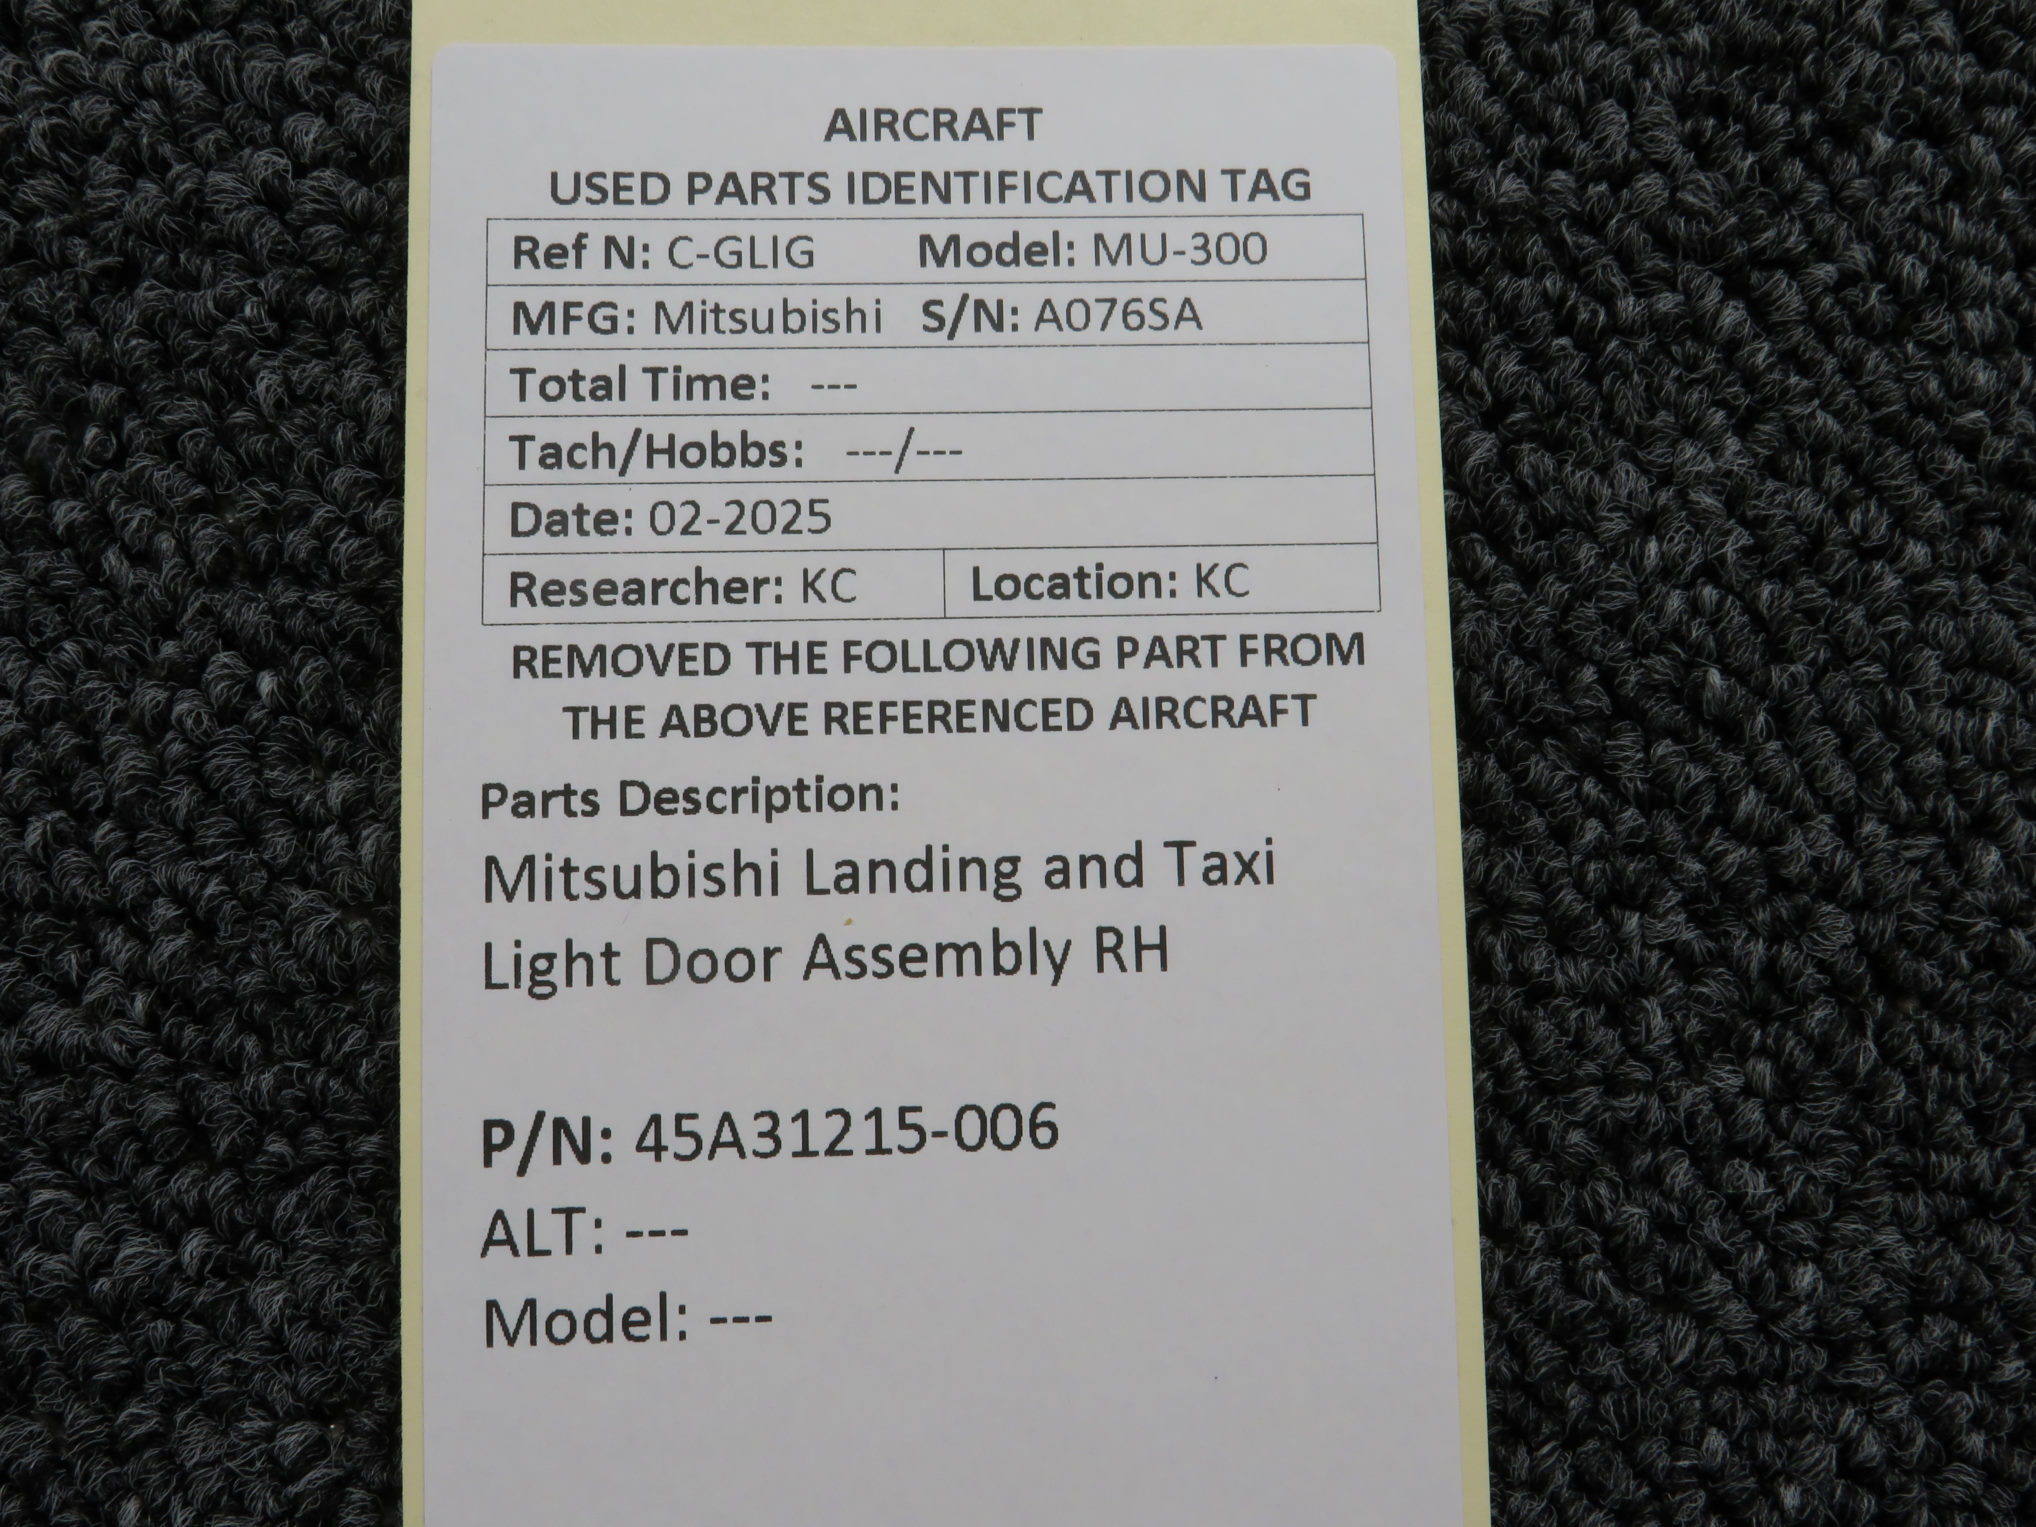 AIRCRAFT
USED PARTS IDENTIFICATION TAG
Ref N: C-GLIG Model: MU-300
MFG: Mitsubishi S/N: A076SA
Total Time: ---
Tach/Hobbs: ---/---
Date: 02-2025
Researcher: KC Location: KC
REMOVED THE FOLLOWING PART FROM
THE ABOVE REFERENCED AIRCRAFT
Parts Description:
Mitsubishi Landing and Taxi
Light Door Assembly RH
P/N: 45A31215-006
ALT: ---
Model: ---